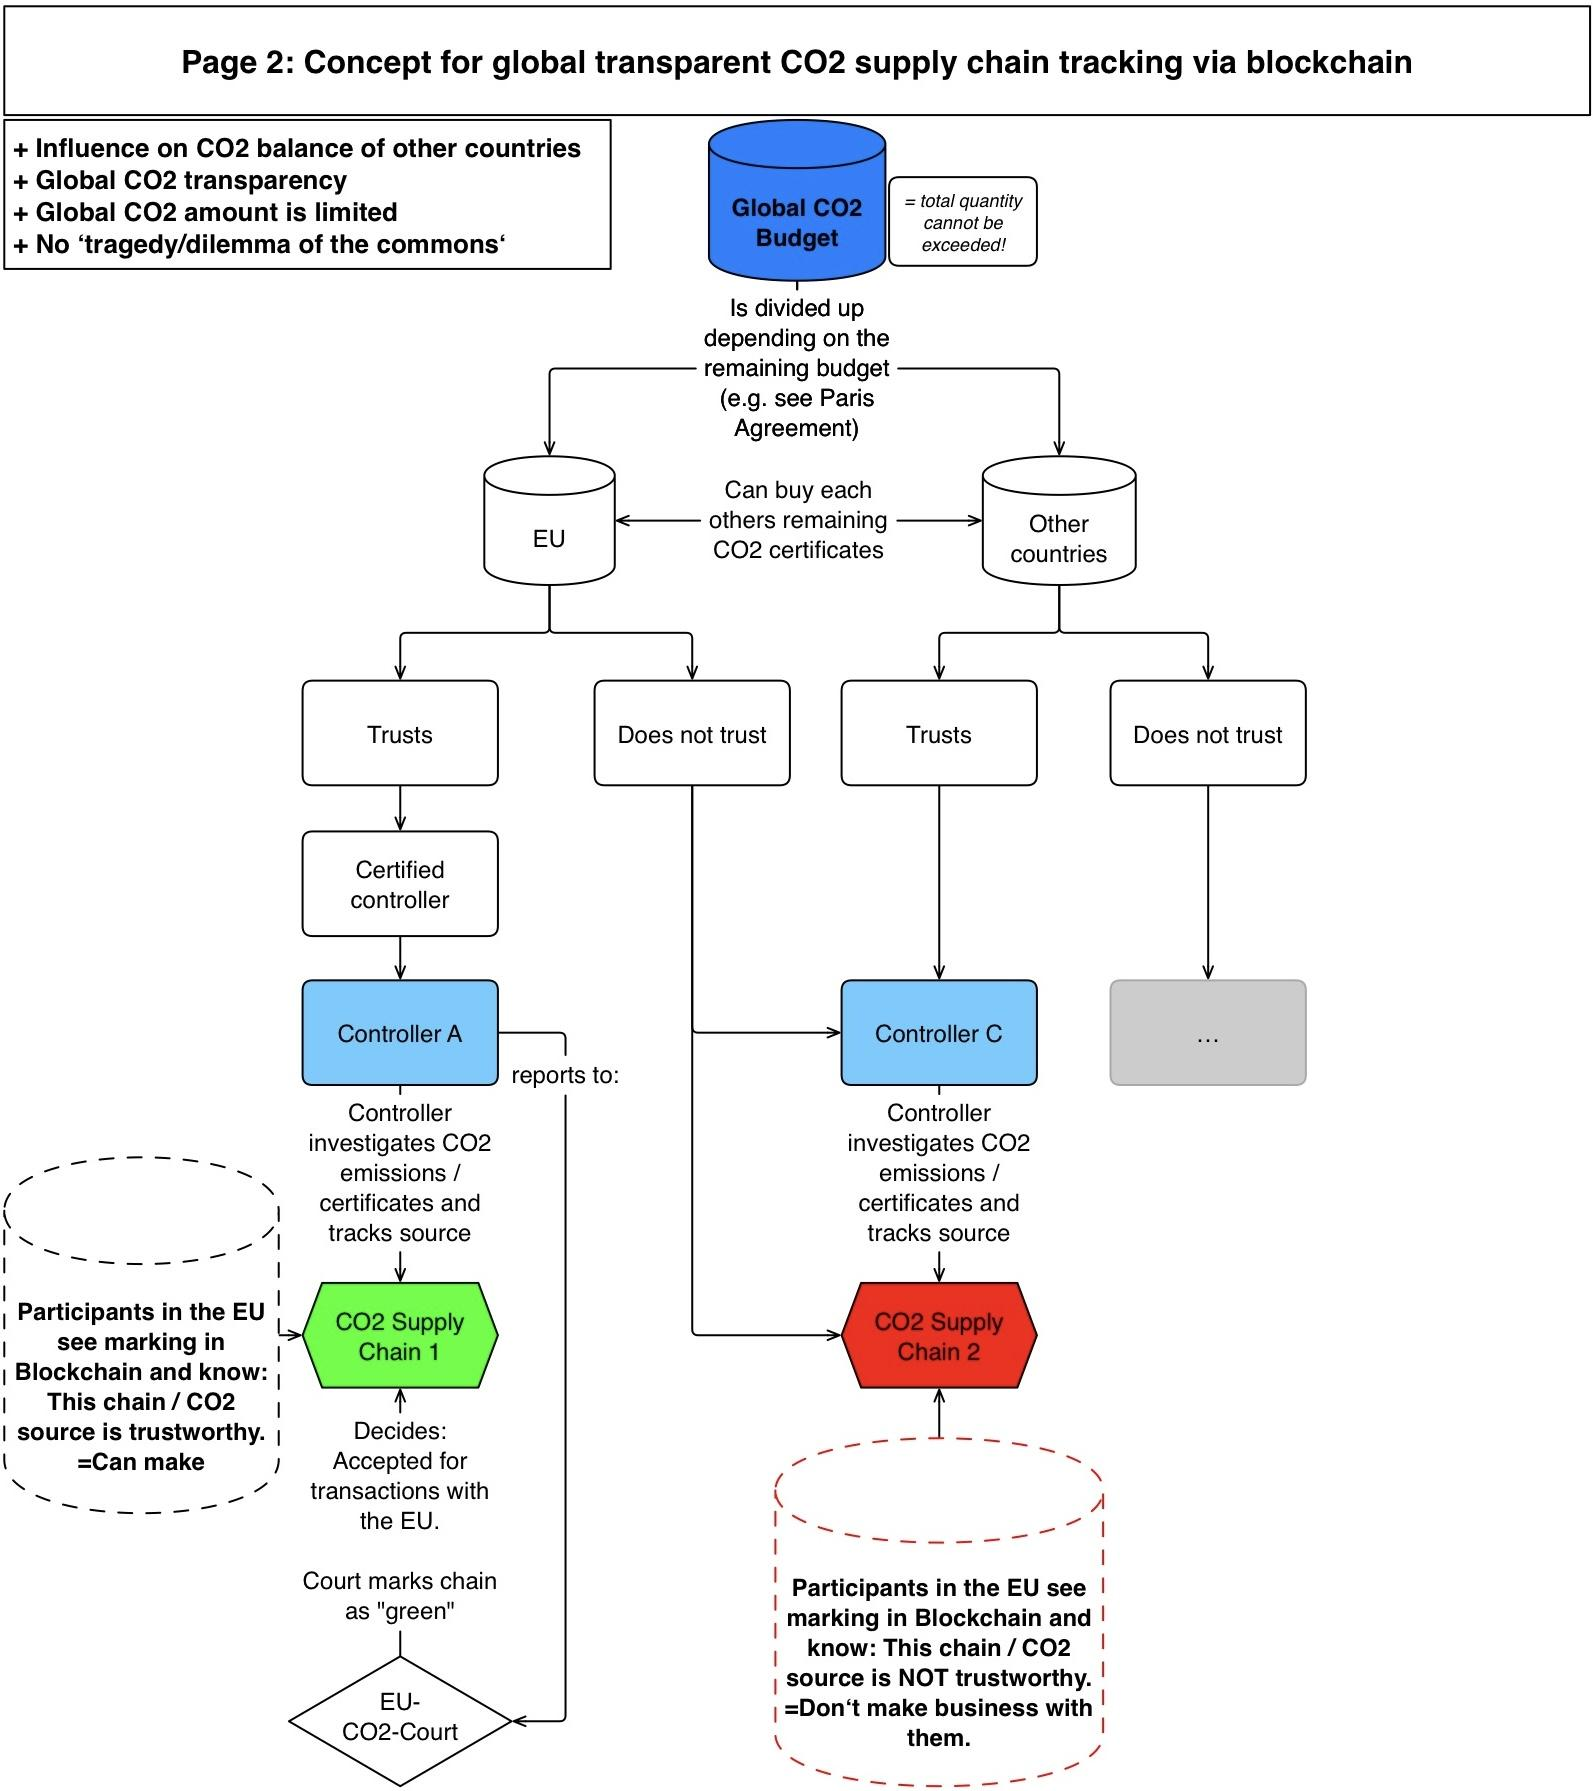 Page 2: Concept for global transparent CO2 supply chain tracking via blockchain
+ Influence on CO2 balance of other countries
+ Global CO2 transparency
+ Global CO2 amount is limited
+ No ‘tragedy/dilemma of the commons‘
Global CO2
Budget
= total quantity
cannot be
exceeded!
Is divided up
depending on the
remaining budget
(e.g. see Paris
Agreement)
EU
Can buy each
others remaining
CO2 certificates
Other
countries
Trusts
Does not trust
Trusts
Does not trust
Certified
controller
Controller A
Controller C
...
reports to:
Controller
investigates CO2
emissions /
certificates and
tracks source
Controller
investigates CO2
emissions /
certificates and
tracks source
Participants in the EU
see marking in
Blockchain and know:
This chain / CO2
source is trustworthy.
=Can make
CO2 Supply
Chain 1
CO2 Supply
Chain 2
Decides:
Accepted for
transactions with
the EU.
Court marks chain
as "green"
EU-
CO2-Court
Participants in the EU see
marking in Blockchain and
know: This chain / CO2
source is NOT trustworthy.
=Don‘t make business with
them.